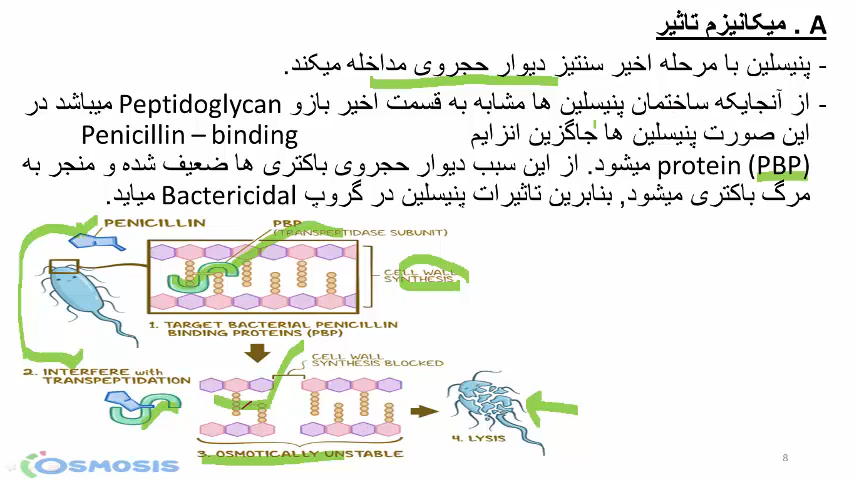 A . میکانیزم تاثیر
- پنیسلین با مرحله اخیر سنتیز دیوار حجروی مداخله میکند.
- از آنجایکه ساختمان پنیسلین ها مشابه به قسمت اخیر بازو Peptidoglycan میباشد در
این صورت پنیسلین ها جاگزین انزایم Penicillin – binding
protein (PBP) میشود. از این سبب دیوار حجروی باکتری ها ضعیف شده و منجر به
مرگ باکتری میشود, بنابرین تاثیرات پنیسلین در گروپ Bactericidal میاید.
PENICILLIN
PBP
(TRANSPEPTIDASE SUBUNIT)
CELL WALL
SYNTHESIS
1. TARGET BACTERIAL PENICILLIN
BINDING PROTEINS (PBP)
2. INTERFERE with
TRANSPEPTIDATION
CELL WALL
SYNTHESIS BLOCKED
3. OSMOTICALLY UNSTABLE
4. LYSIS
OSMOSIS
8